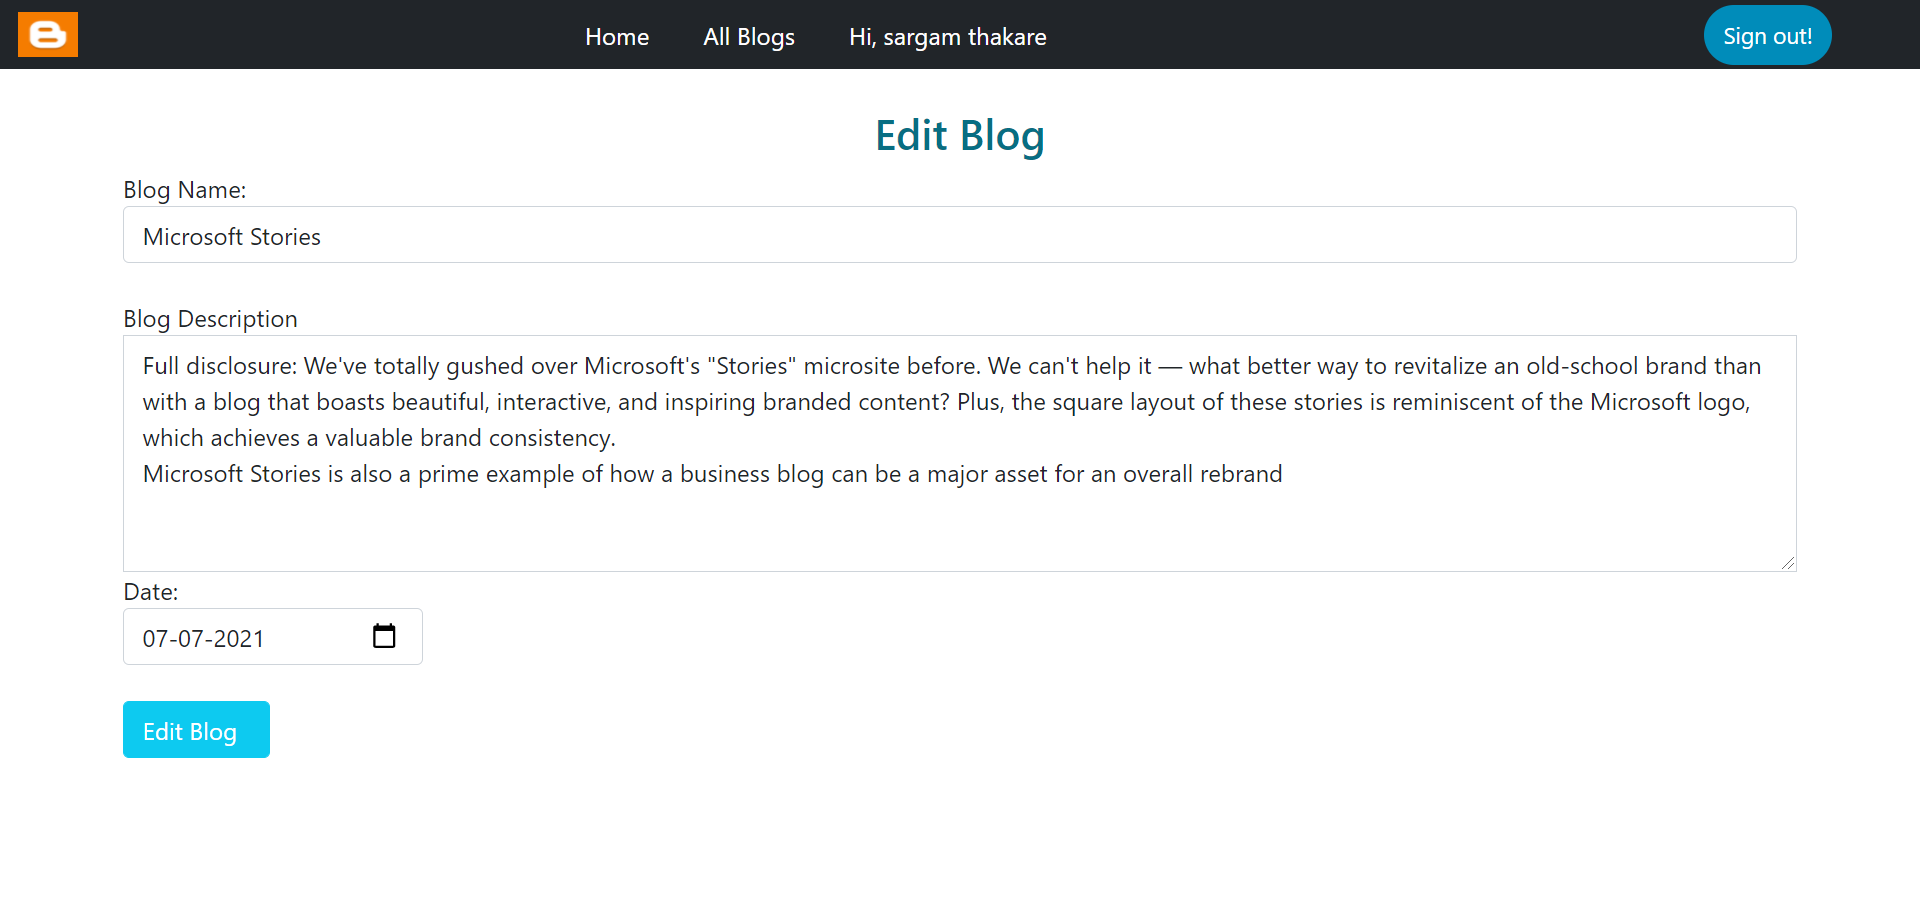 Home All Blogs Hi, sargam thakare Sign out!
Edit Blog
Blog Name:
Microsoft Stories
Blog Description
Full disclosure: We've totally gushed over Microsoft's "Stories" microsite before. We can't help it — what better way to revitalize an old-school brand than
with a blog that boasts beautiful, interactive, and inspiring branded content? Plus, the square layout of these stories is reminiscent of the Microsoft logo,
which achieves a valuable brand consistency.
Microsoft Stories is also a prime example of how a business blog can be a major asset for an overall rebrand
Date:
07-07-2021
Edit Blog